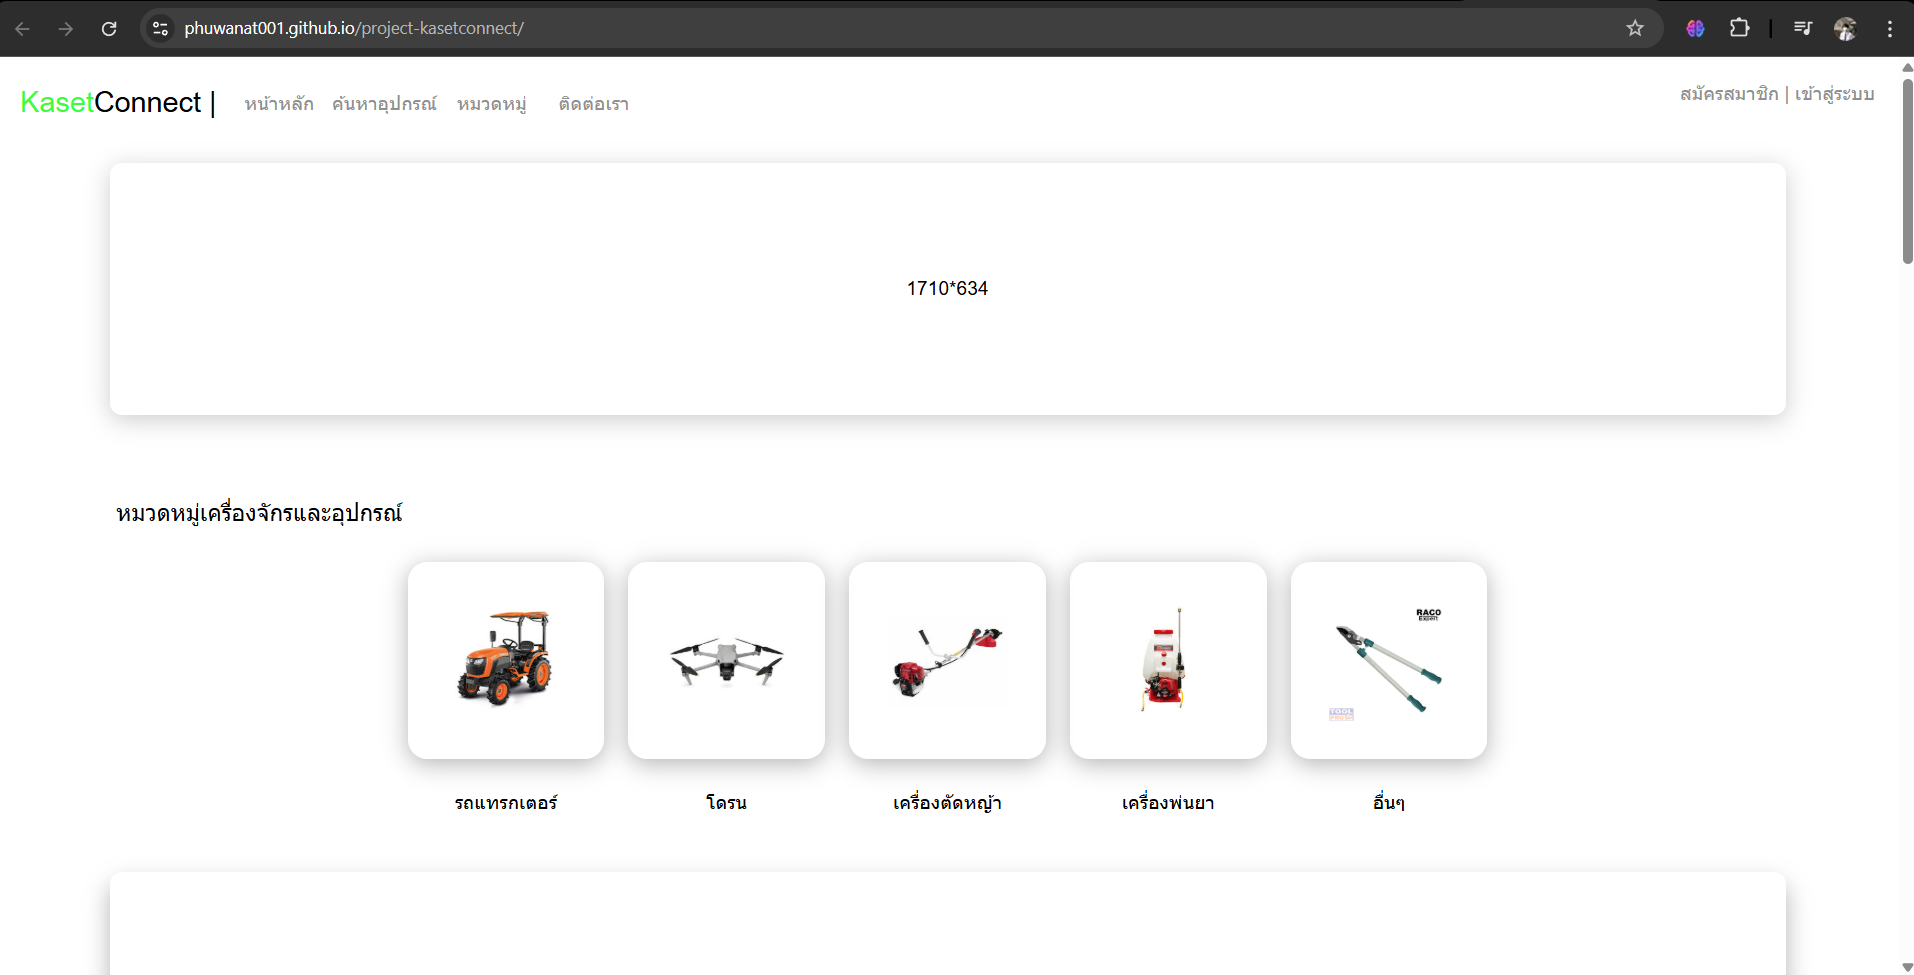 phuwanat001.github.io/project-kasetconnect/
KasetConnect | หน้าหลัก ค้นหาอุปกรณ์ หมวดหมู่ ติดต่อเรา
สมัครสมาชิก | เข้าสู่ระบบ
1710*634
หมวดหมู่เครื่องจักรและอุปกรณ์
RACO
Expert
รถแทรกเตอร์ โดรน เครื่องตัดหญ้า เครื่องพ่นยา อื่นๆ